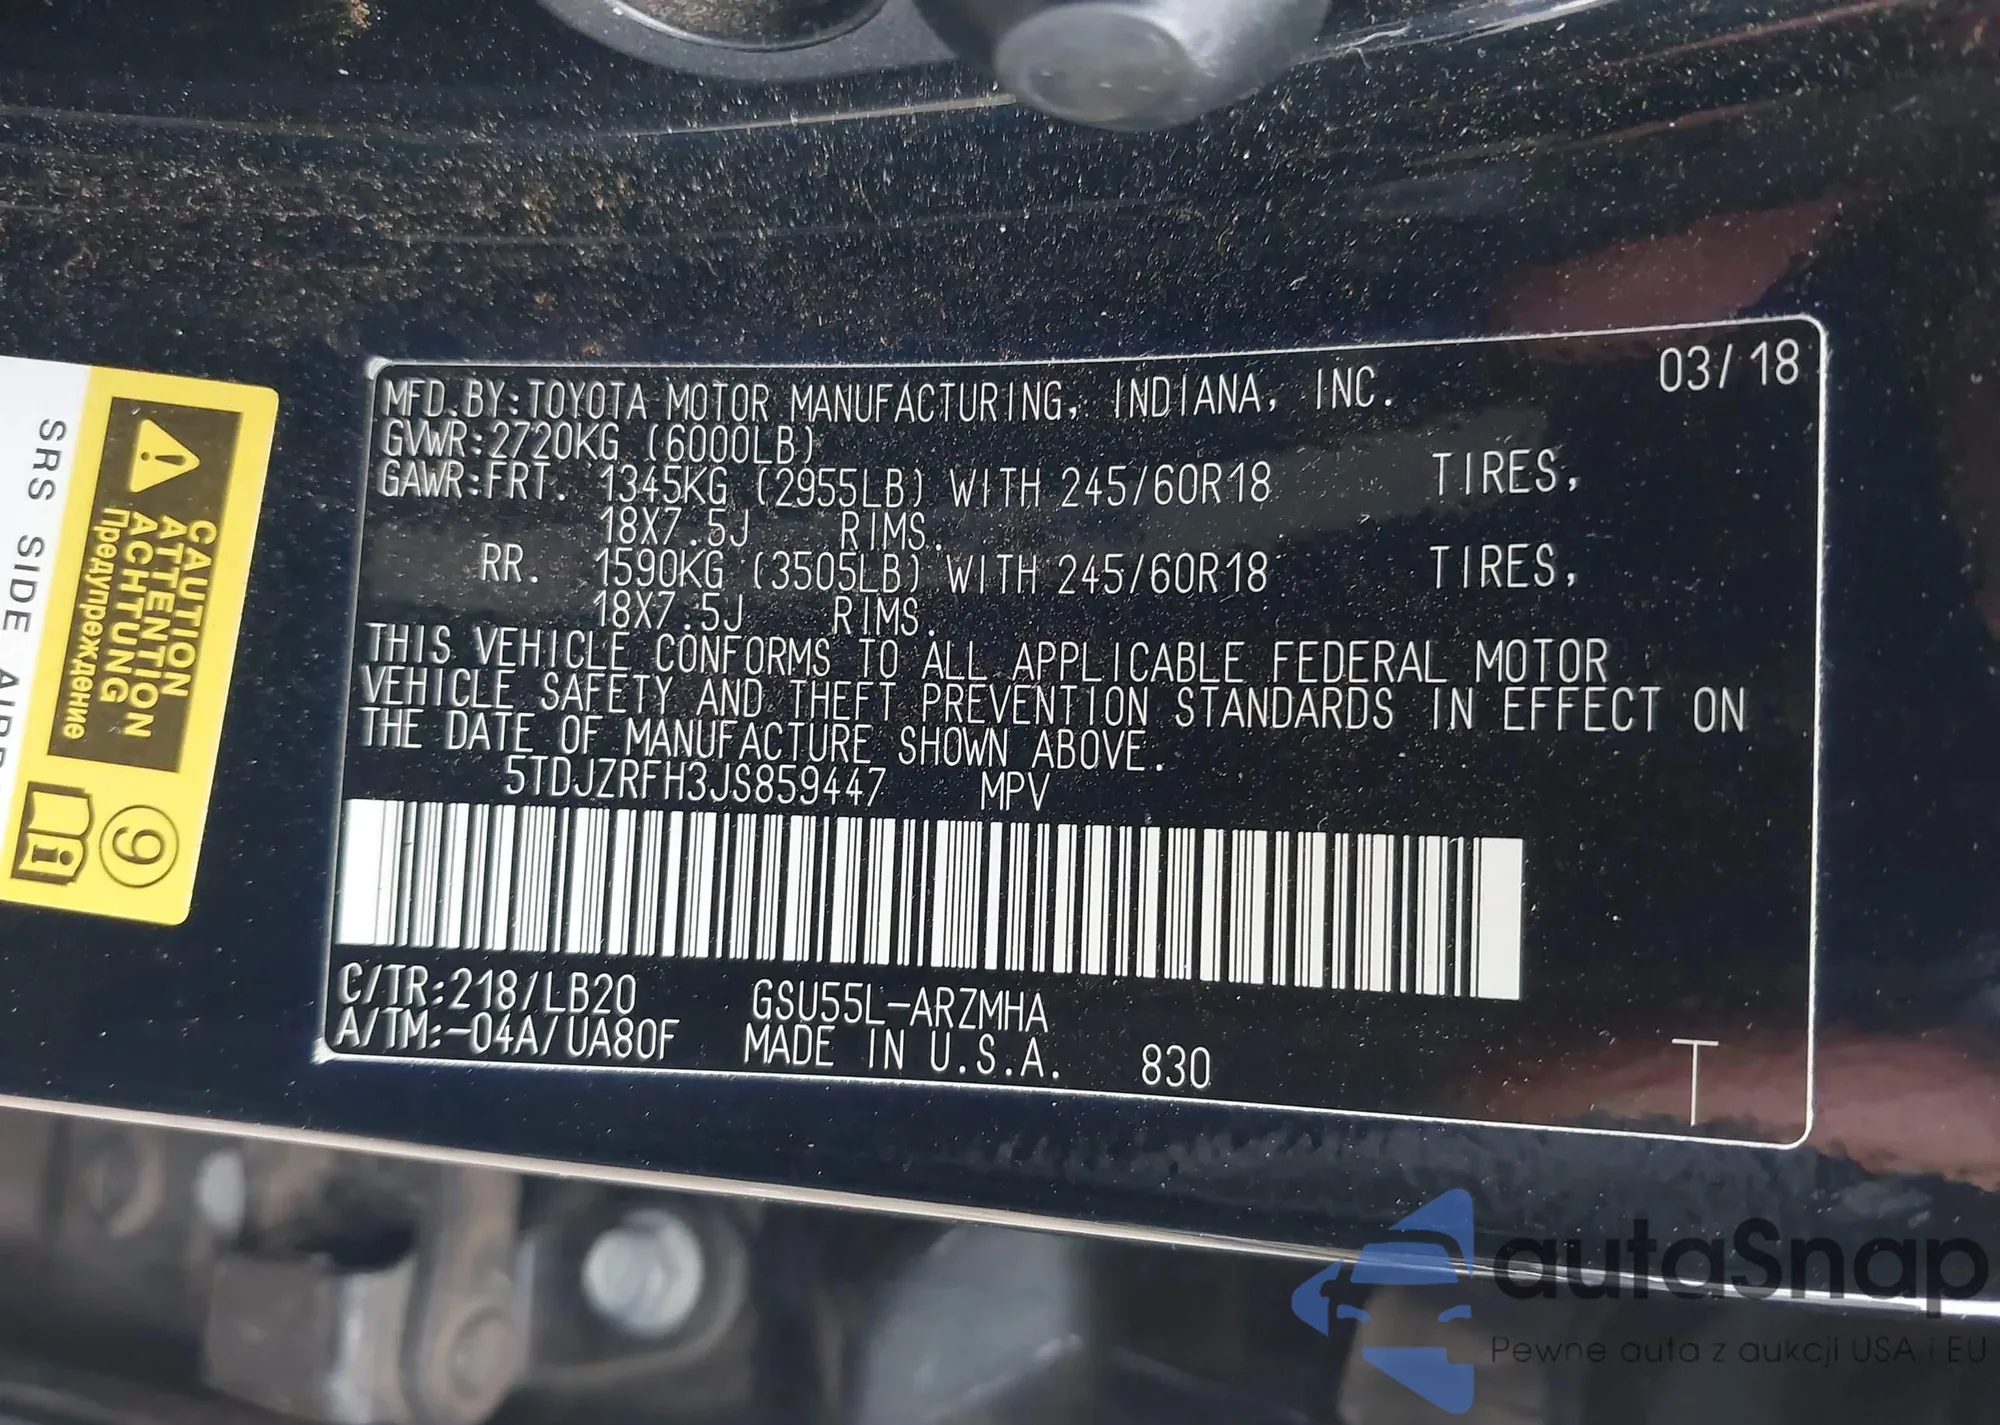 MFD.BY:TOYOTA MOTOR MANUFACTURING, INDIANA, INC. 03/18
GVWR:2720KG (6000LB)
GAWR:FRT. 1345KG (2955LB) WITH 245/60R18 TIRES,
18X7.5J RIMS.
RR. 1590KG (3505LB) WITH 245/60R18 TIRES,
18X7.5J RIMS.
THIS VEHICLE CONFORMS TO ALL APPLICABLE FEDERAL MOTOR
VEHICLE SAFETY AND THEFT PREVENTION STANDARDS IN EFFECT ON
THE DATE OF MANUFACTURE SHOWN ABOVE.
5TDJZRFH3JS859447 MPV
C/TR:218/LB20 GSU55L-ARZMHA
A/TM:-04A/UA80F MADE IN U.S.A. 830
T
CAUTION
ATTENTION
ACHTUNG
Предупреждение
9
SRS SIDE
autaSnap
Pewne auta z aukcji USA i EU